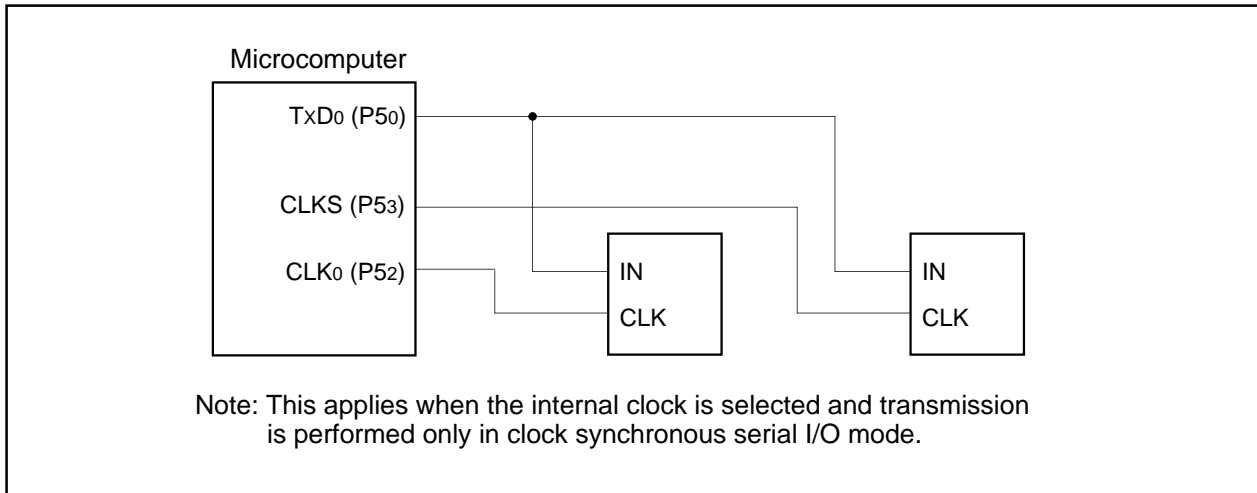 Microcomputer
TxD0 (P50)
CLKS (P53)
CLK0 (P52)
IN
CLK
IN
CLK
Note: This applies when the internal clock is selected and transmission
is performed only in clock synchronous serial I/O mode.